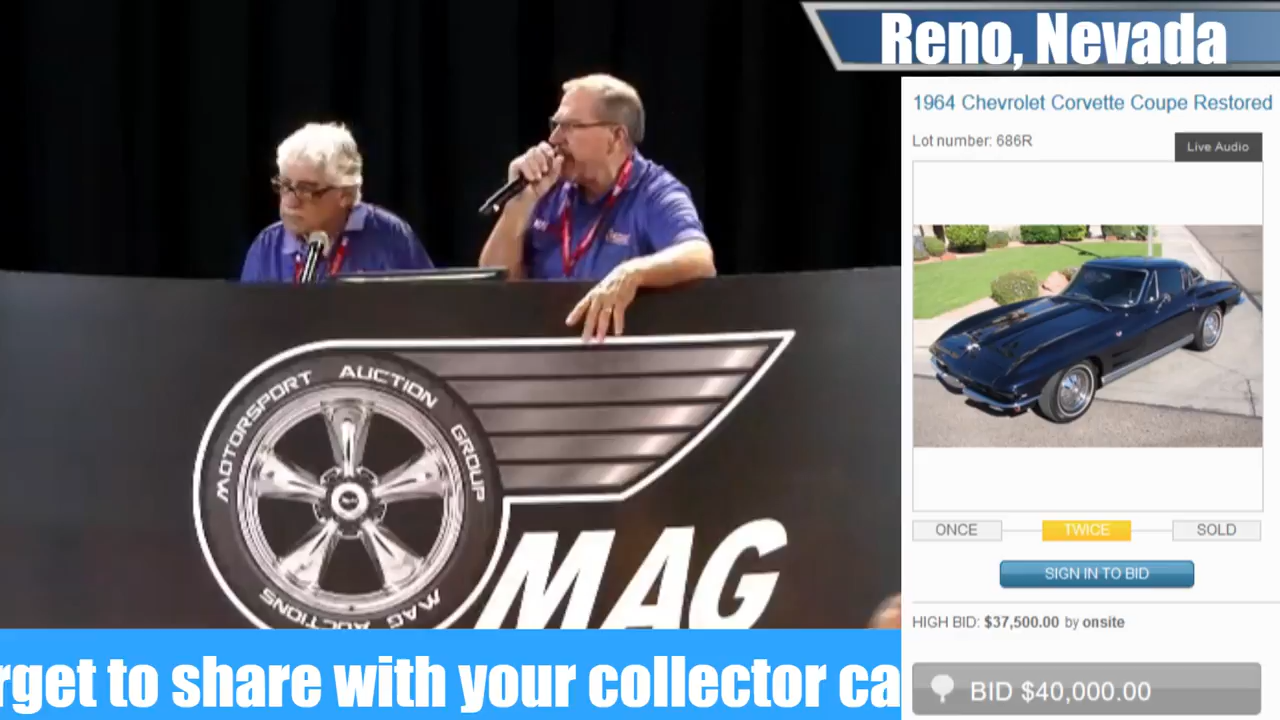 Reno, Nevada
1964 Chevrolet Corvette Coupe Restored
Lot number: 686R
Live Audio
ONCE
TWICE
SOLD
SIGN IN TO BID
HIGH BID: $37,500.00 by onsite
BID $40,000.00
MOTORSPORT AUCTION GROUP
MAG AUCTIONS
MAG
rget to share with your collector ca